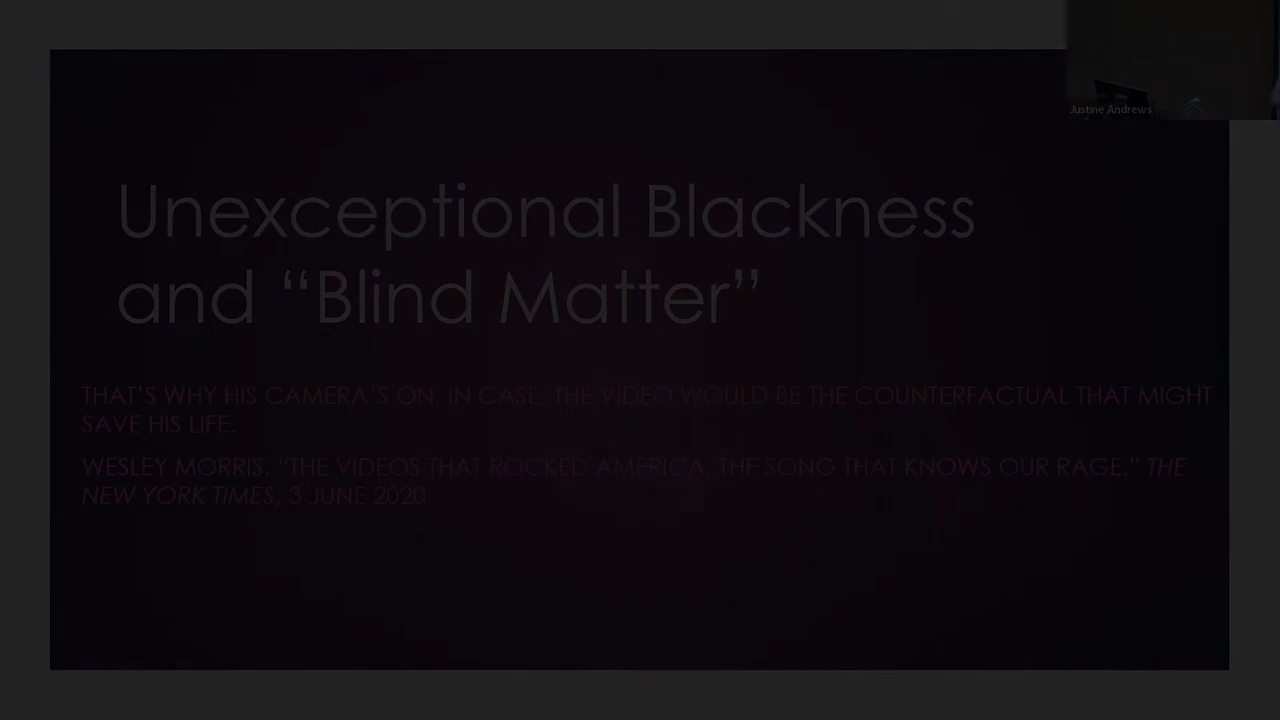 Justine Andrews
Unexceptional Blackness
and “Blind Matter”
THAT’S WHY HIS CAMERA’S ON. IN CASE. THE VIDEO WOULD BE THE COUNTERFACTUAL THAT MIGHT
SAVE HIS LIFE.
WESLEY MORRIS, “THE VIDEOS THAT ROCKED AMERICA. THE SONG THAT KNOWS OUR RAGE.” THE
NEW YORK TIMES, 3 JUNE 2020